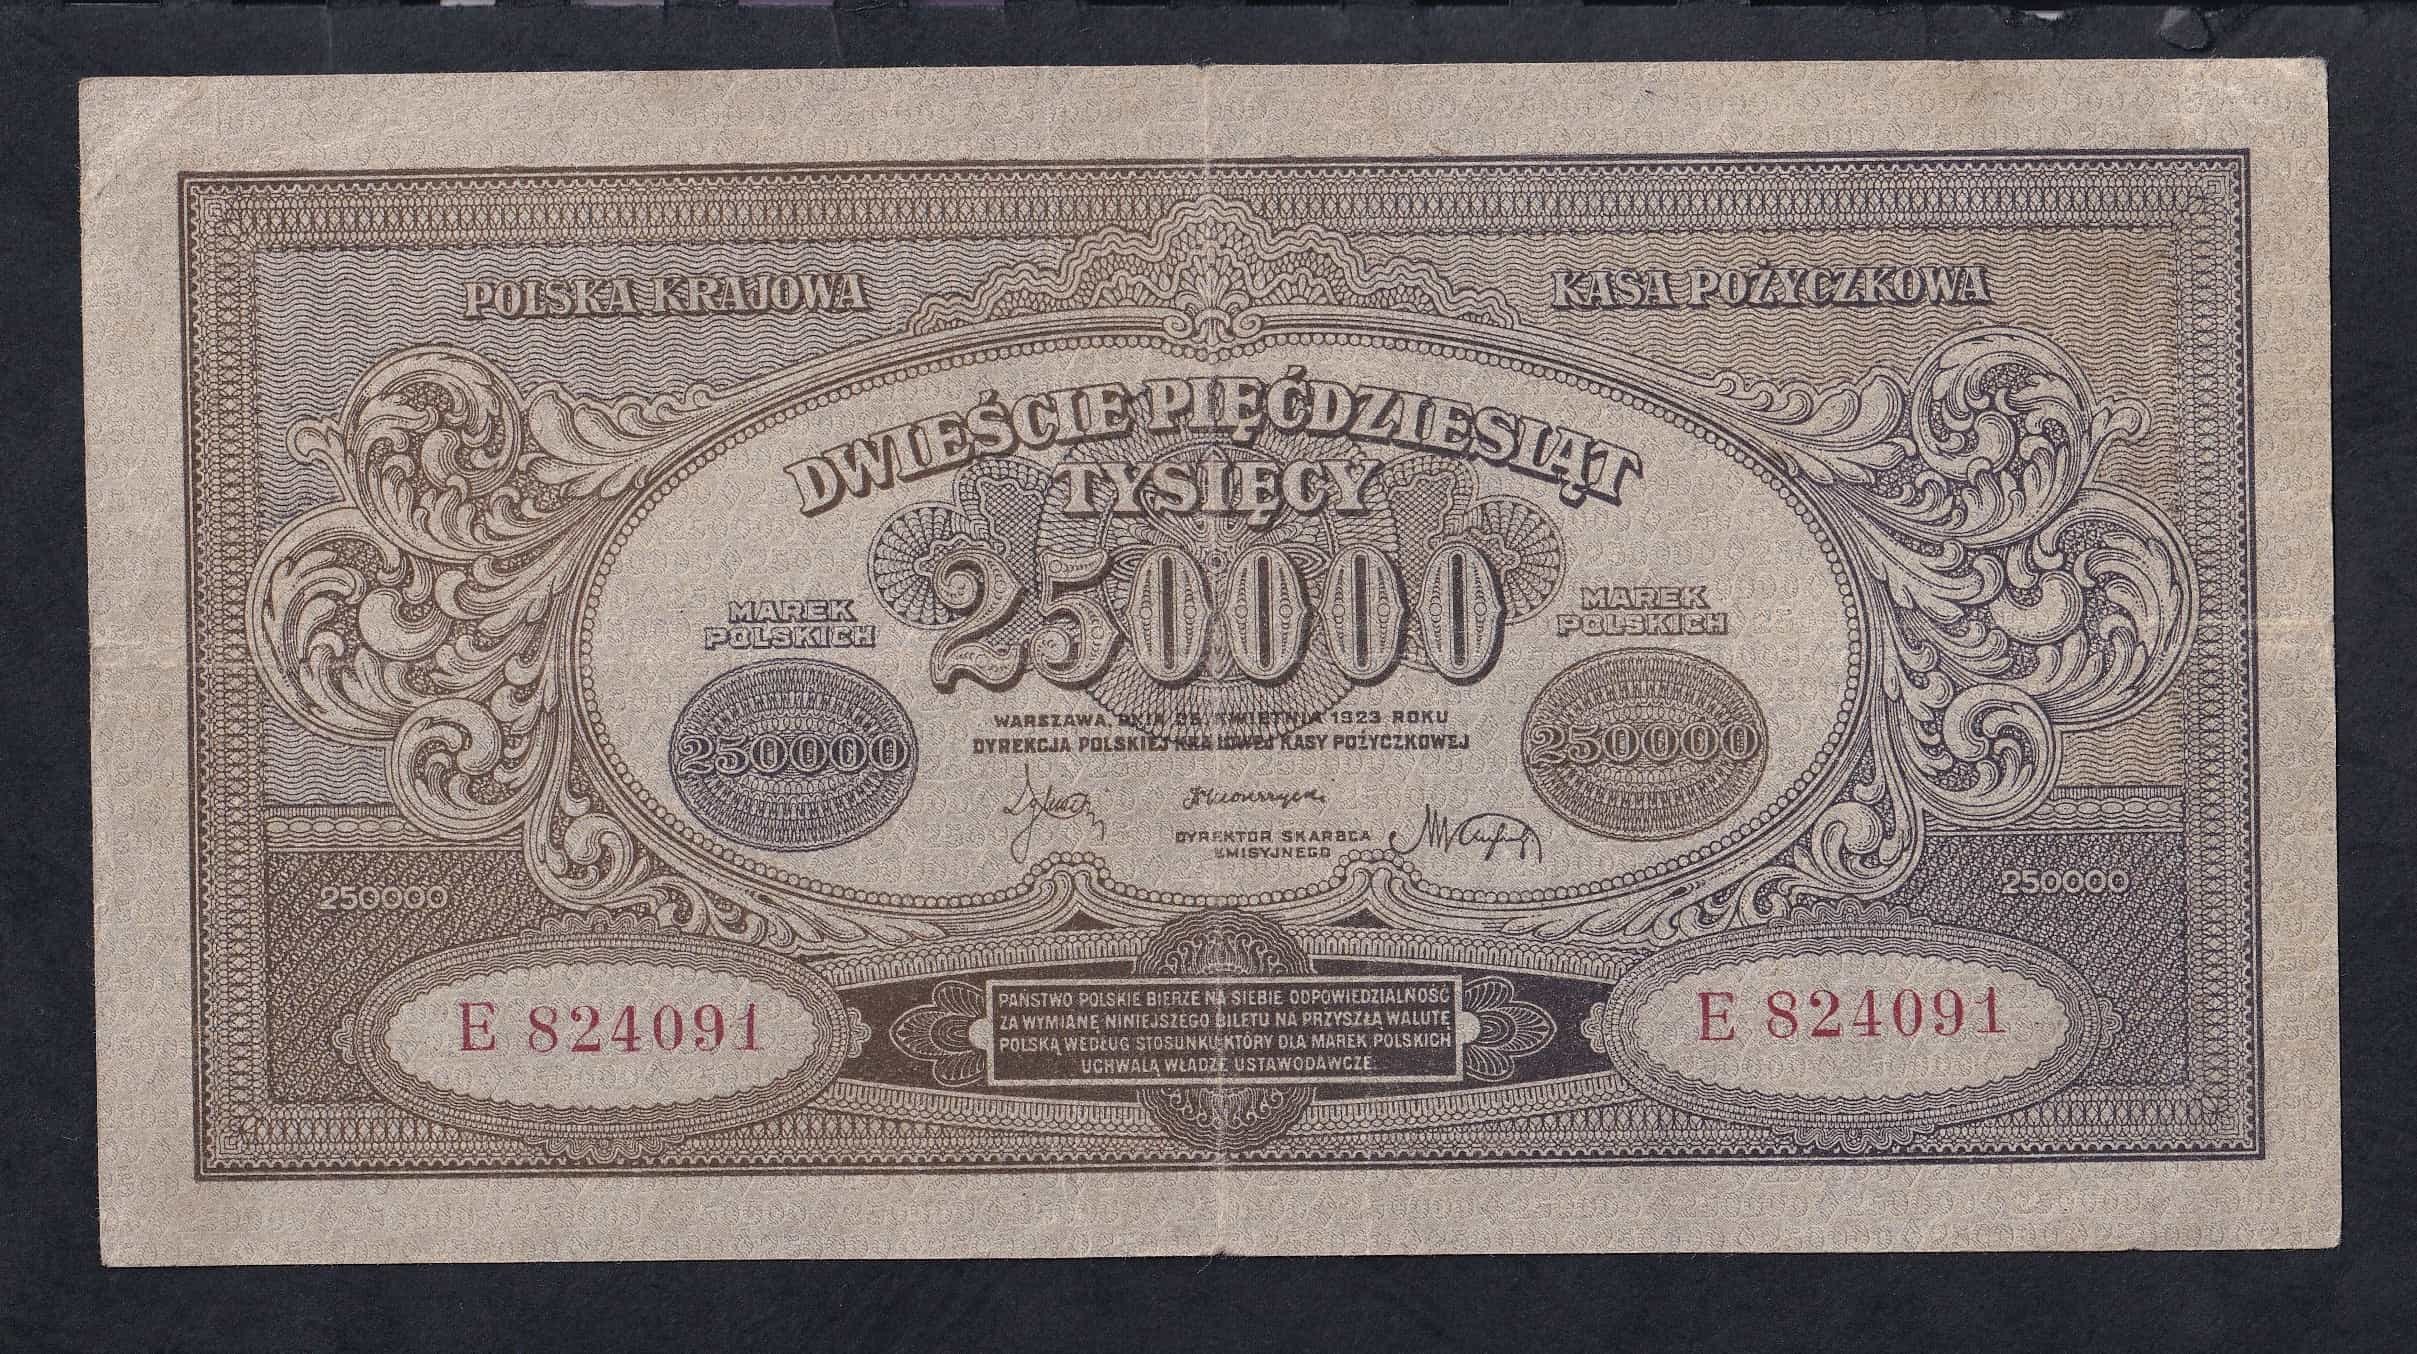 POLSKA KRAJOWA
KASA POŻYCZKOWA
DWIEŚCIE PIĘĆDZIESIĄT
TYSIĘCY
250000
MAREK
POLSKICH
250000
MAREK
POLSKICH
250000
WARSZAWA, DNIA 25 KWIETNIA 1923 ROKU
DYREKCJA POLSKIEJ KRAJOWEJ KASY POŻYCZKOWEJ
DYREKTOR SKARBCA
EMISYJNEGO
250000
250000
E 824091
E 824091
PAŃSTWO POLSKIE BIERZE NA SIEBIE ODPOWIEDZIALNOŚĆ
ZA WYMIANĘ NINIEJSZEGO BILETU NA PRZYSZŁĄ WALUTĘ
POLSKĄ WEDŁUG STOSUNKU, KTÓRY DLA MAREK POLSKICH
UCHWALĄ WŁADZE USTAWODAWCZE.